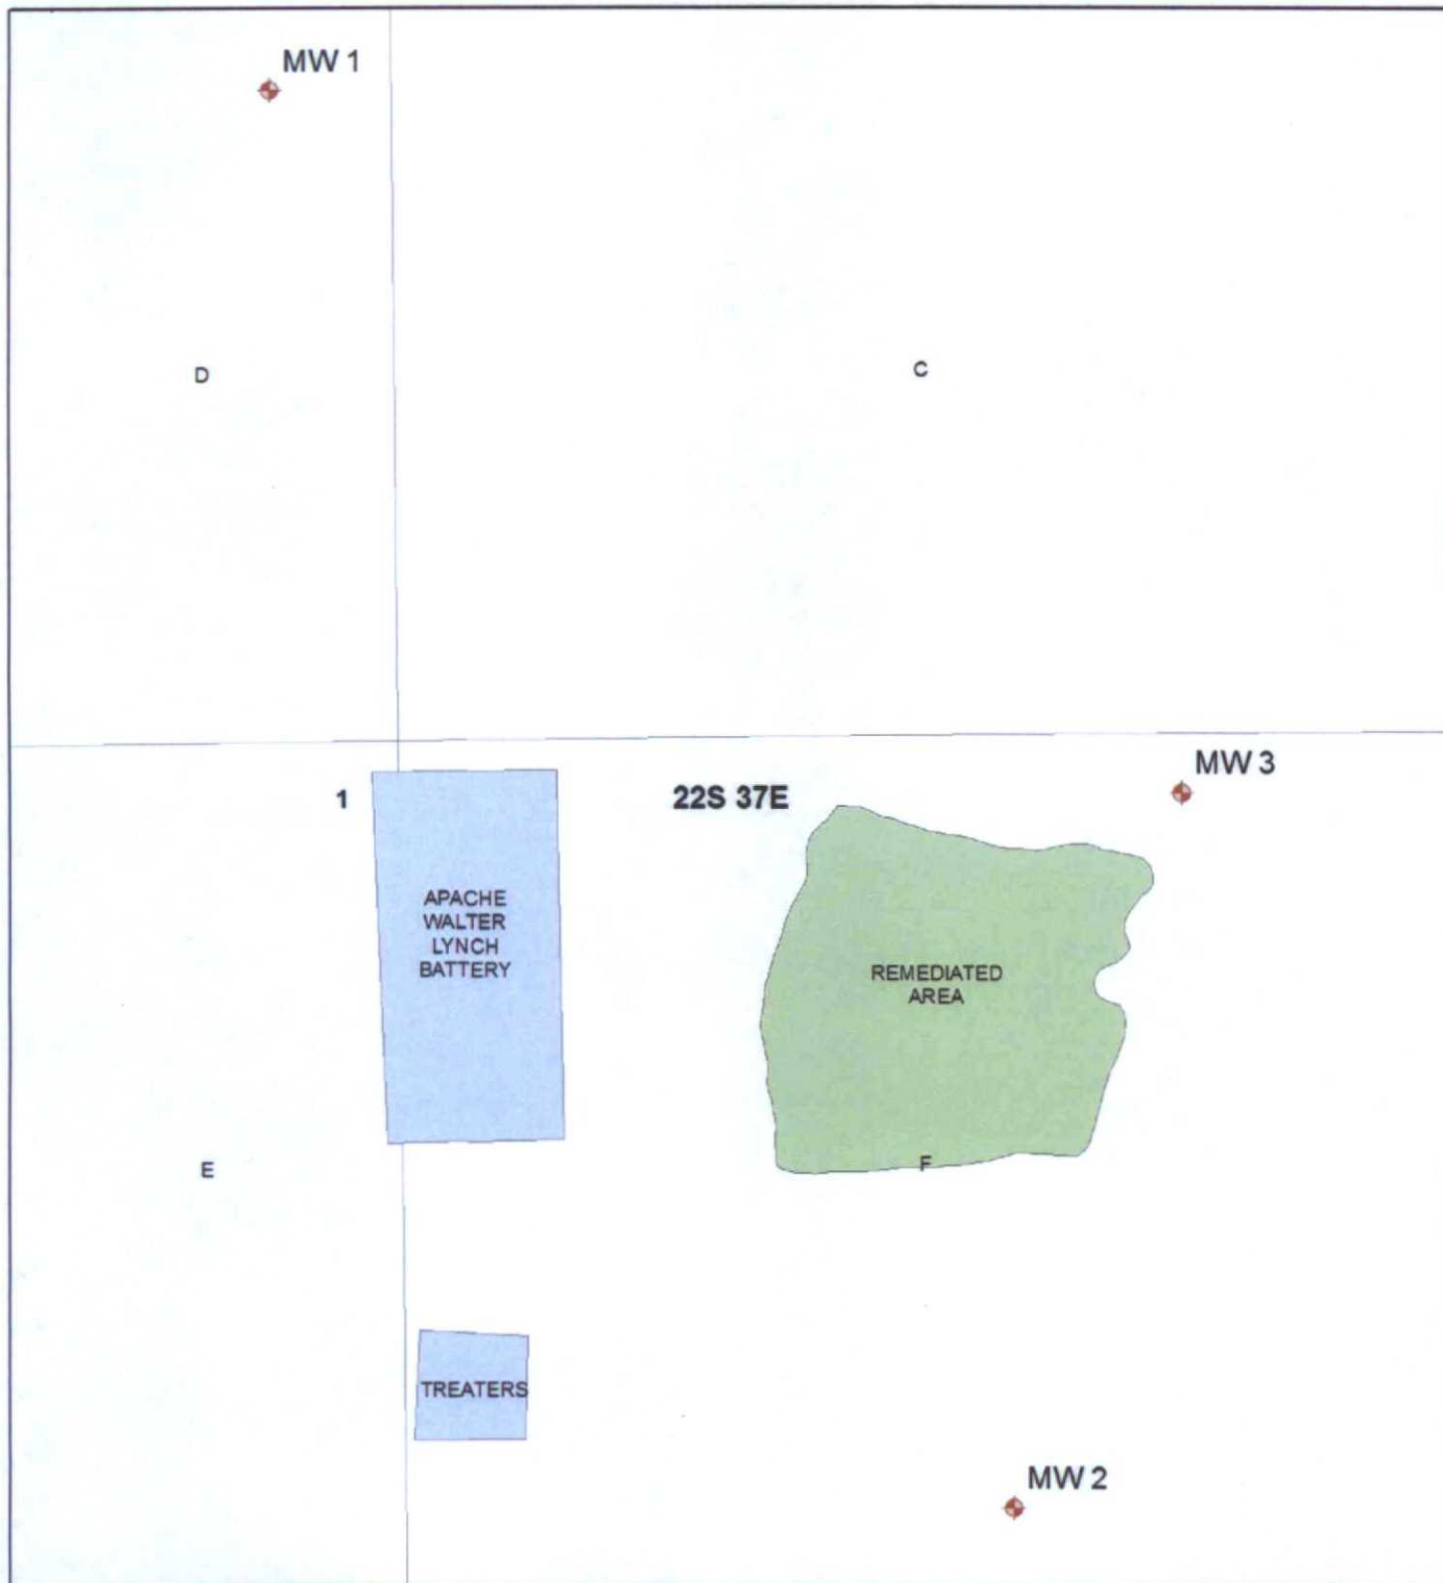 MW 1
D
C
MW 3
1
22S 37E
APACHE
WALTER
LYNCH
BATTERY
REMEDIATED
AREA
E
F
TREATERS
MW 2